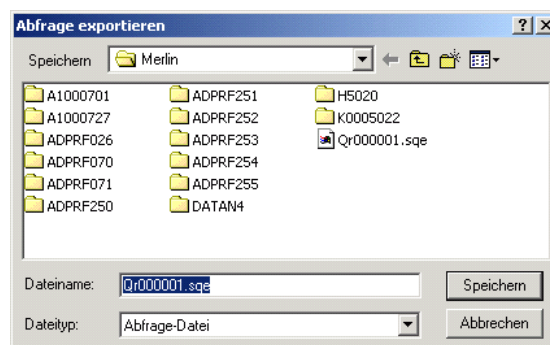 Abfrage exportieren
Speichern Merlin
A1000701 ADPRF251 H5020
A1000727 ADPRF252 K0005022
ADPRF026 ADPRF253 Qr000001.sqe
ADPRF070 ADPRF254
ADPRF071 ADPRF255
ADPRF250 DATAN4
Dateiname: Qr000001.sqe Speichern
Dateityp: Abfrage-Datei Abbrechen